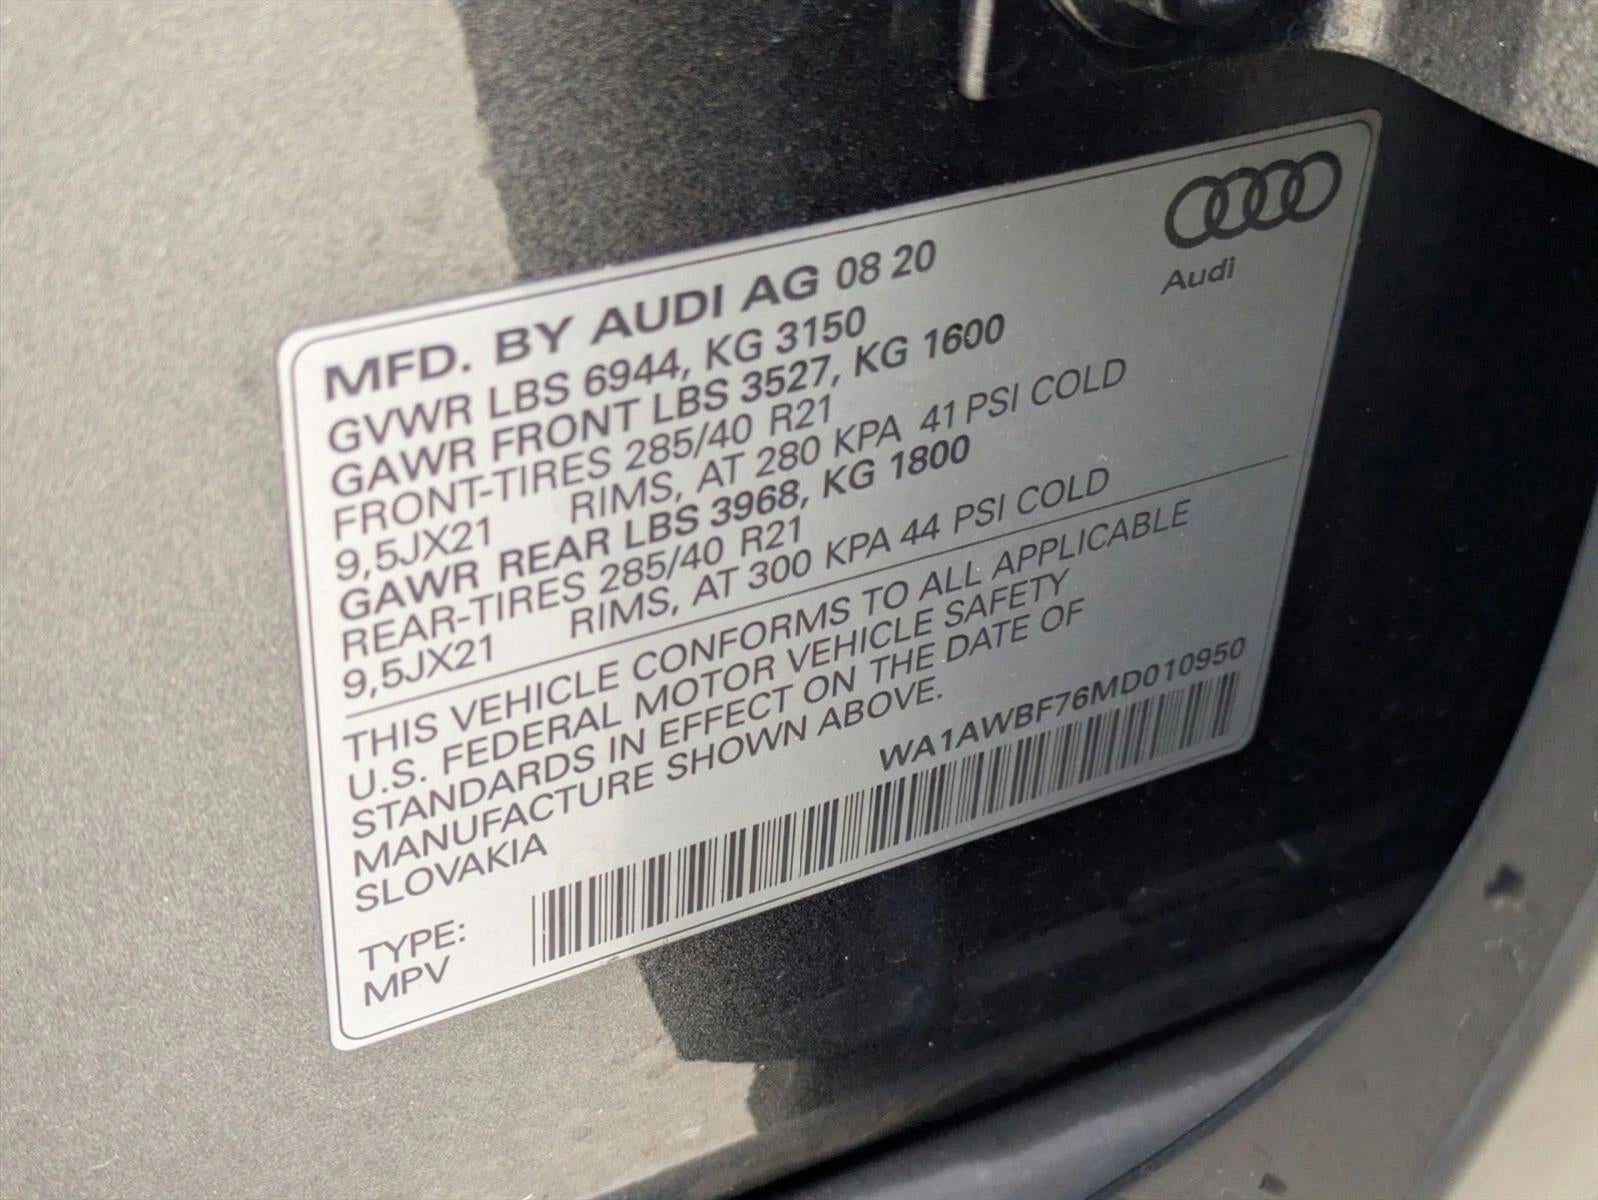 Audi
MFD. BY AUDI AG 08 20
GVWR LBS 6944, KG 3150
GAWR FRONT LBS 3527, KG 1600
FRONT-TIRES 285/40 R21
9,5JX21 RIMS, AT 280 KPA 41 PSI COLD
GAWR REAR LBS 3968, KG 1800
REAR-TIRES 285/40 R21
9,5JX21 RIMS, AT 300 KPA 44 PSI COLD
THIS VEHICLE CONFORMS TO ALL APPLICABLE
U.S. FEDERAL MOTOR VEHICLE SAFETY
STANDARDS IN EFFECT ON THE DATE OF
MANUFACTURE SHOWN ABOVE.
SLOVAKIA
WA1AWBF76MD010950
TYPE:
MPV